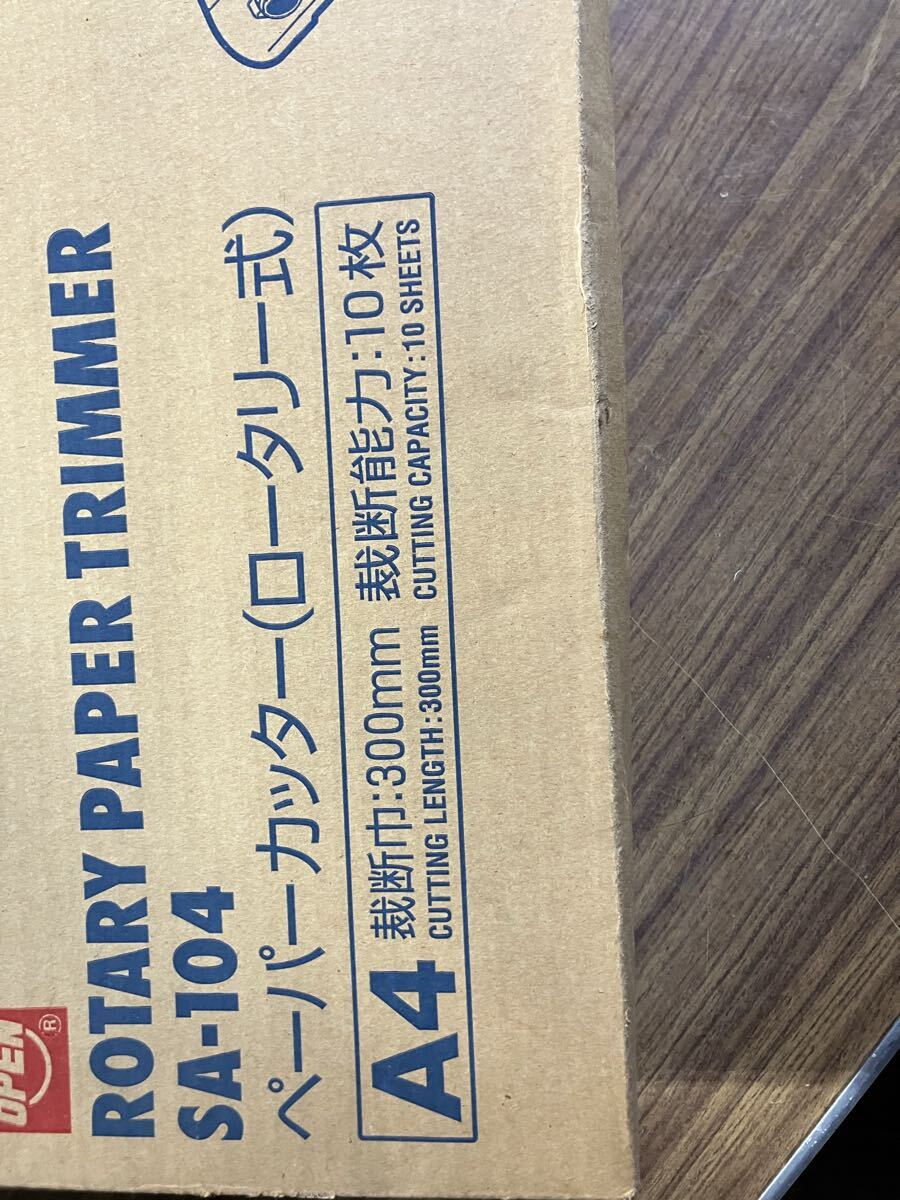 OPEN®
ROTARY PAPER TRIMMER
SA-104
ペーパーカッター(ロータリー式)
A4
裁断巾:300mm 裁断能力:10枚
CUTTING LENGTH:300mm CUTTING CAPACITY:10 SHEETS